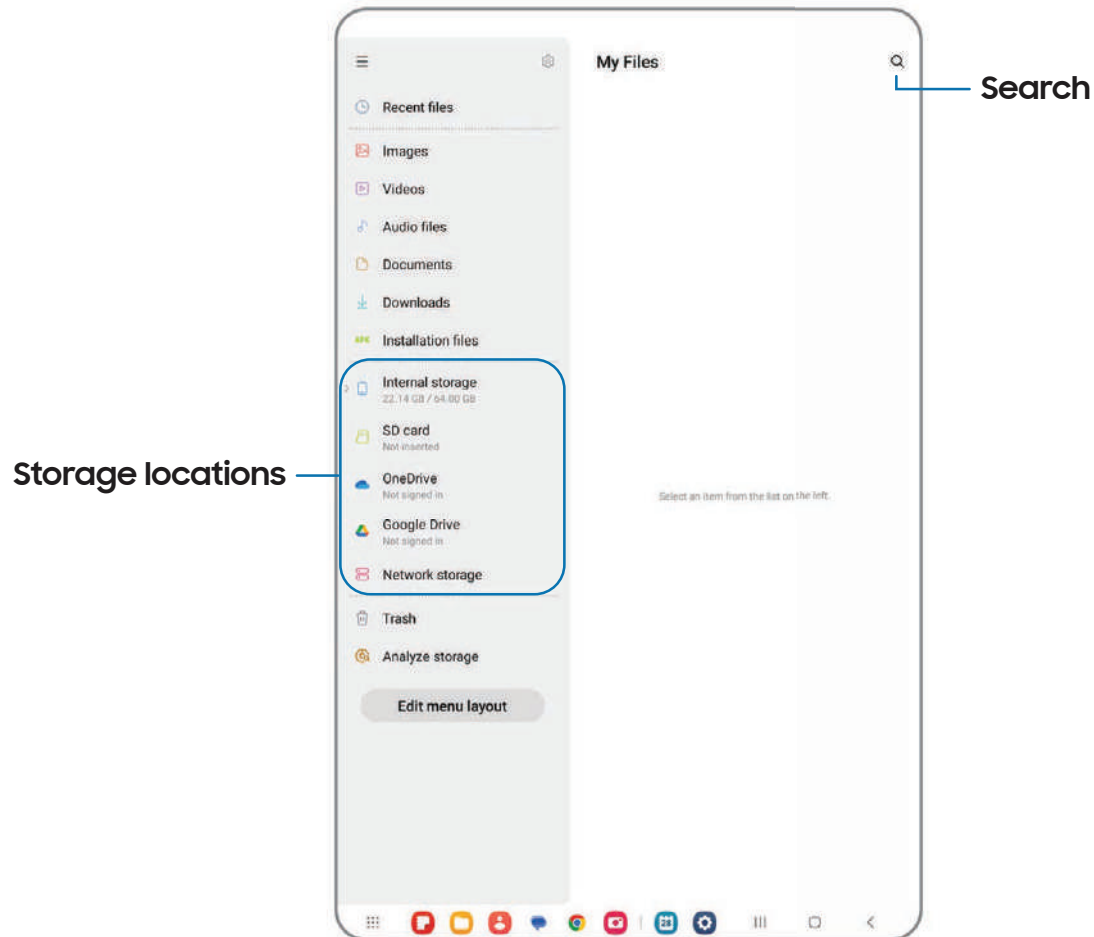 My Files
Search
Recent files
Images
Videos
Audio files
Documents
Downloads
APK Installation files
Internal storage
22.14 GB / 64.00 GB
SD card
Not inserted
Storage locations
OneDrive
Not signed in
Select an item from the list on the left.
Google Drive
Not signed in
Network storage
Trash
Analyze storage
Edit menu layout
28